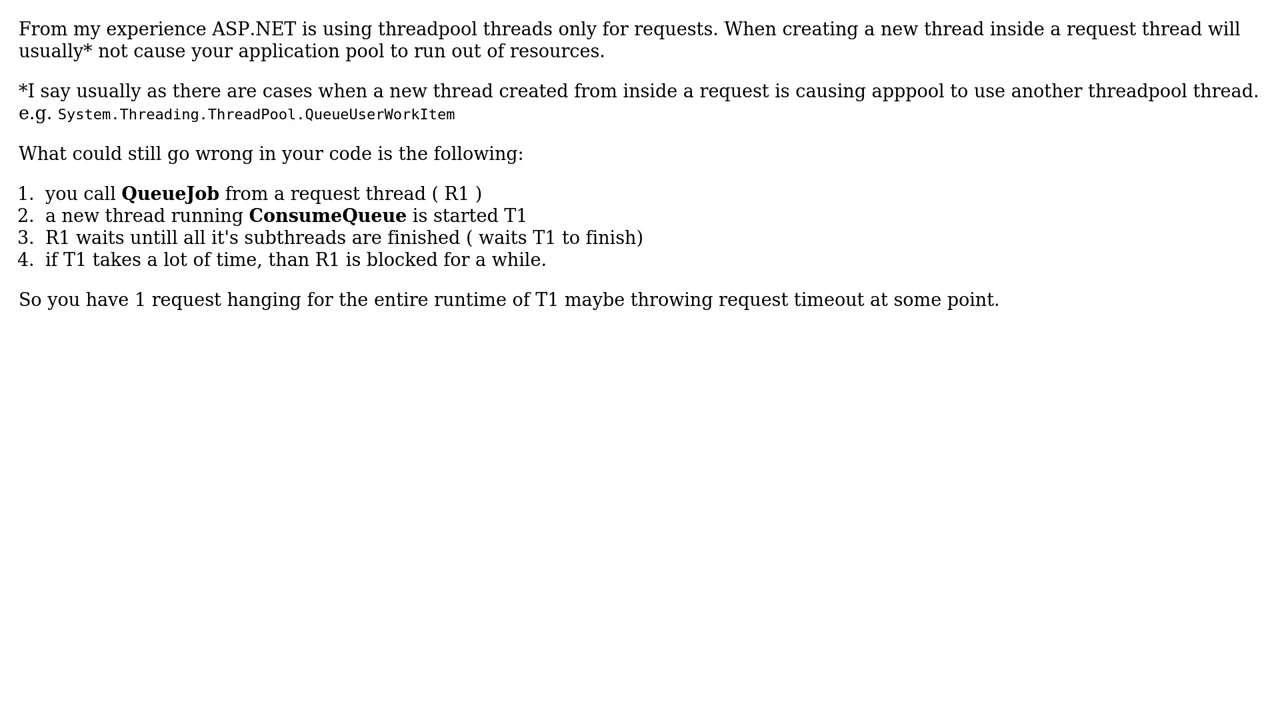 From my experience ASP.NET is using threadpool threads only for requests. When creating a new thread inside a request thread will
usually* not cause your application pool to run out of resources.
*I say usually as there are cases when a new thread created from inside a request is causing apppool to use another threadpool thread.
e.g. System.Threading.ThreadPool.QueueUserWorkItem
What could still go wrong in your code is the following:
1. you call QueueJob from a request thread ( R1 )
2. a new thread running ConsumeQueue is started T1
3. R1 waits untill all it's subthreads are finished ( waits T1 to finish)
4. if T1 takes a lot of time, than R1 is blocked for a while.
So you have 1 request hanging for the entire runtime of T1 maybe throwing request timeout at some point.